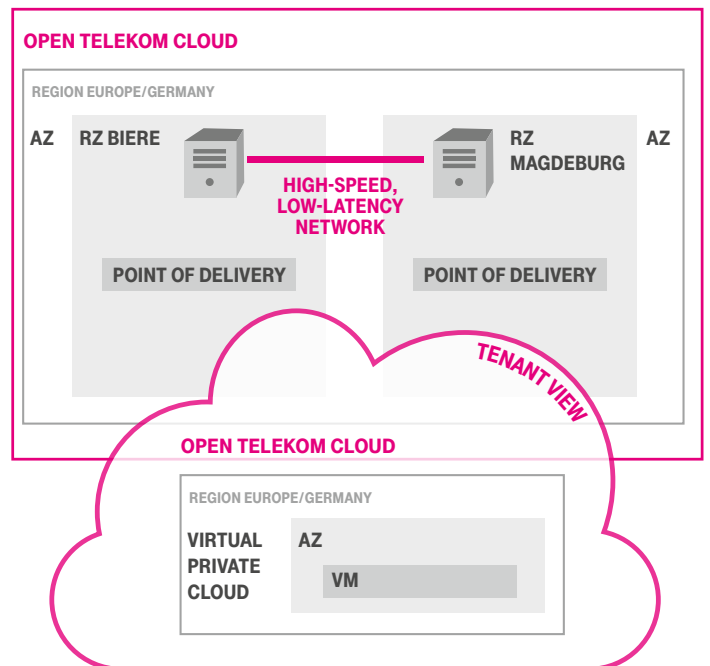 OPEN TELEKOM CLOUD
REGION EUROPE/GERMANY
AZ
RZ BIERE
RZ
MAGDEBURG
AZ
HIGH-SPEED,
LOW-LATENCY
NETWORK
POINT OF DELIVERY
POINT OF DELIVERY
TENANT VIEW
OPEN TELEKOM CLOUD
REGION EUROPE/GERMANY
VIRTUAL
PRIVATE
CLOUD
AZ
VM